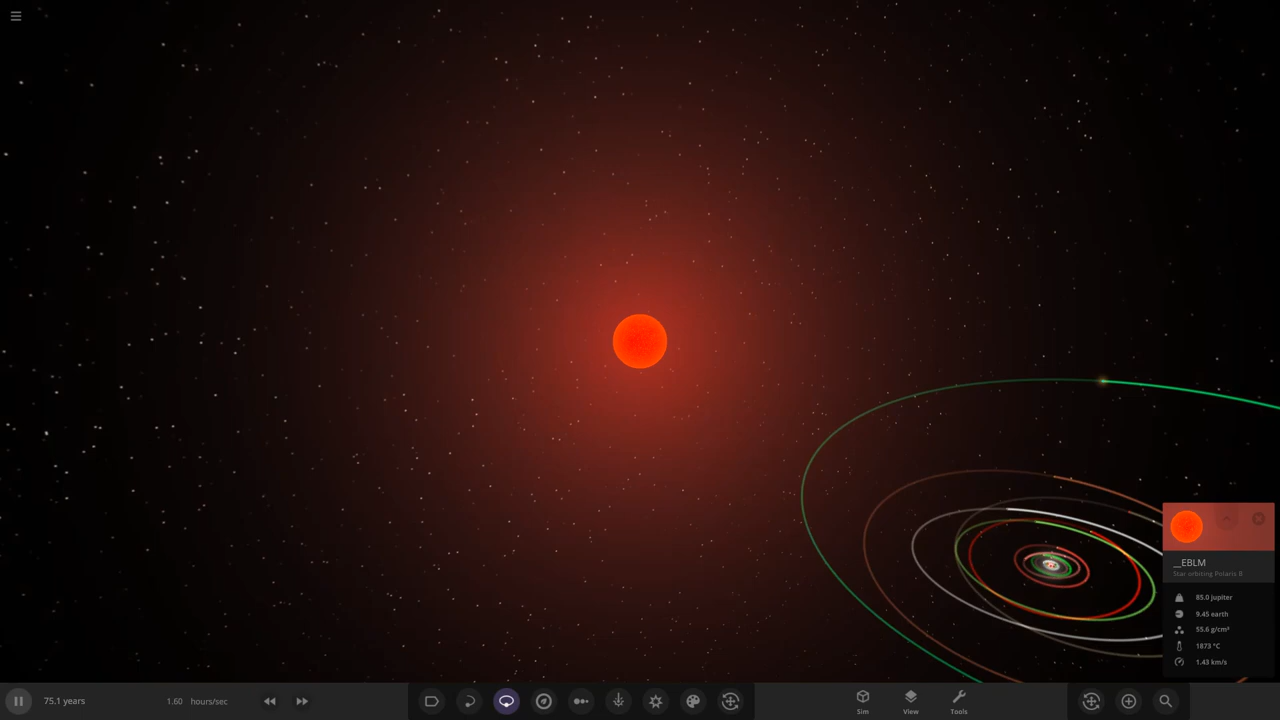 __EBLM
Star orbiting Polaris B
85.0 jupiter
9.45 earth
55.6 g/cm³
1873 °C
1.43 km/s
75.1 years
1.60 hours/sec
Sim
View
Tools